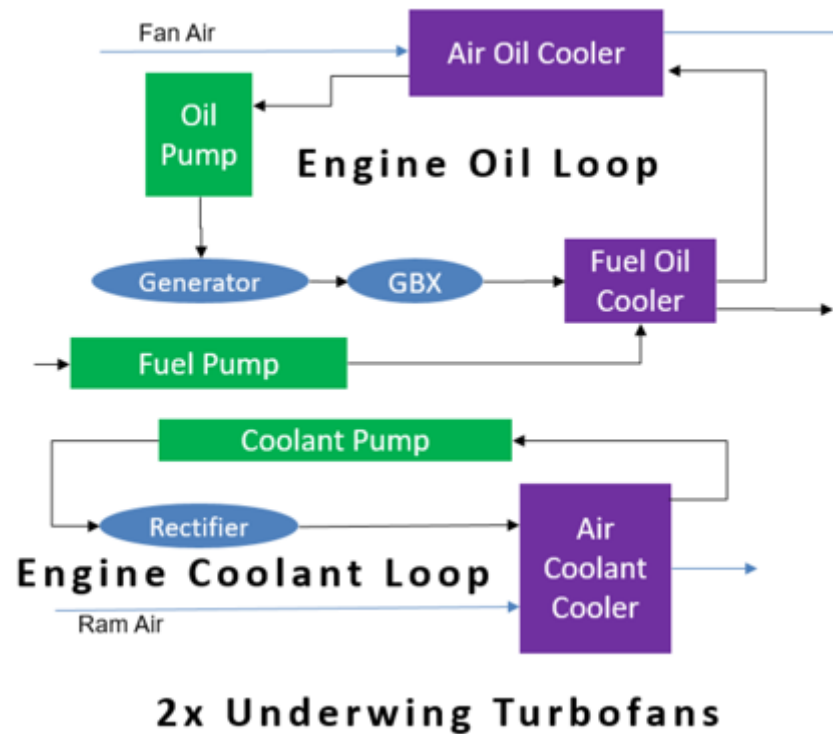 Fan Air
Air Oil Cooler
Oil
Pump
Engine Oil Loop
Generator
GBX
Fuel Oil
Cooler
Fuel Pump
Coolant Pump
Rectifier
Air
Coolant
Cooler
Engine Coolant Loop
Ram Air
2x Underwing Turbofans